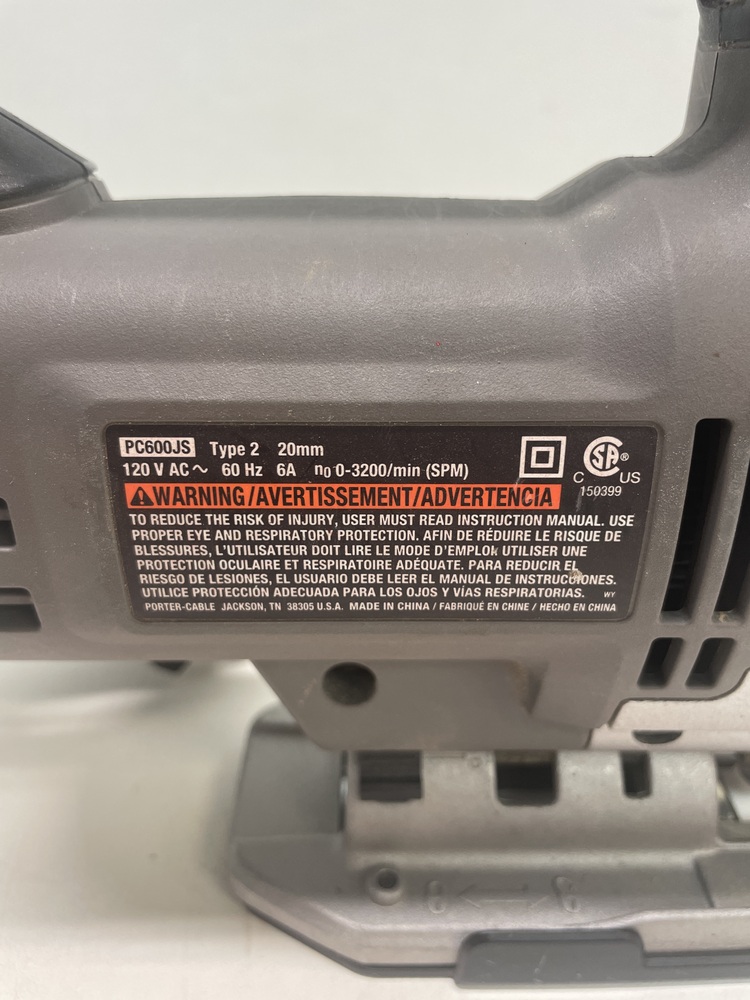 PC600JS Type 2 20mm
120 V AC~ 60 Hz 6A n₀ 0-3200/min (SPM)
CSA®
C US
150399
⚠WARNING/AVERTISSEMENT/ADVERTENCIA
TO REDUCE THE RISK OF INJURY, USER MUST READ INSTRUCTION MANUAL. USE
PROPER EYE AND RESPIRATORY PROTECTION. AFIN DE RÉDUIRE LE RISQUE DE
BLESSURES, L'UTILISATEUR DOIT LIRE LE MODE D'EMPLOI. UTILISER UNE
PROTECTION OCULAIRE ET RESPIRATOIRE ADÉQUATE. PARA REDUCIR EL
RIESGO DE LESIONES, EL USUARIO DEBE LEER EL MANUAL DE INSTRUCCIONES.
UTILICE PROTECCIÓN ADECUADA PARA LOS OJOS Y VÍAS RESPIRATORIAS. WY
PORTER-CABLE JACKSON, TN 38305 U.S.A. MADE IN CHINA / FABRIQUÉ EN CHINE / HECHO EN CHINA